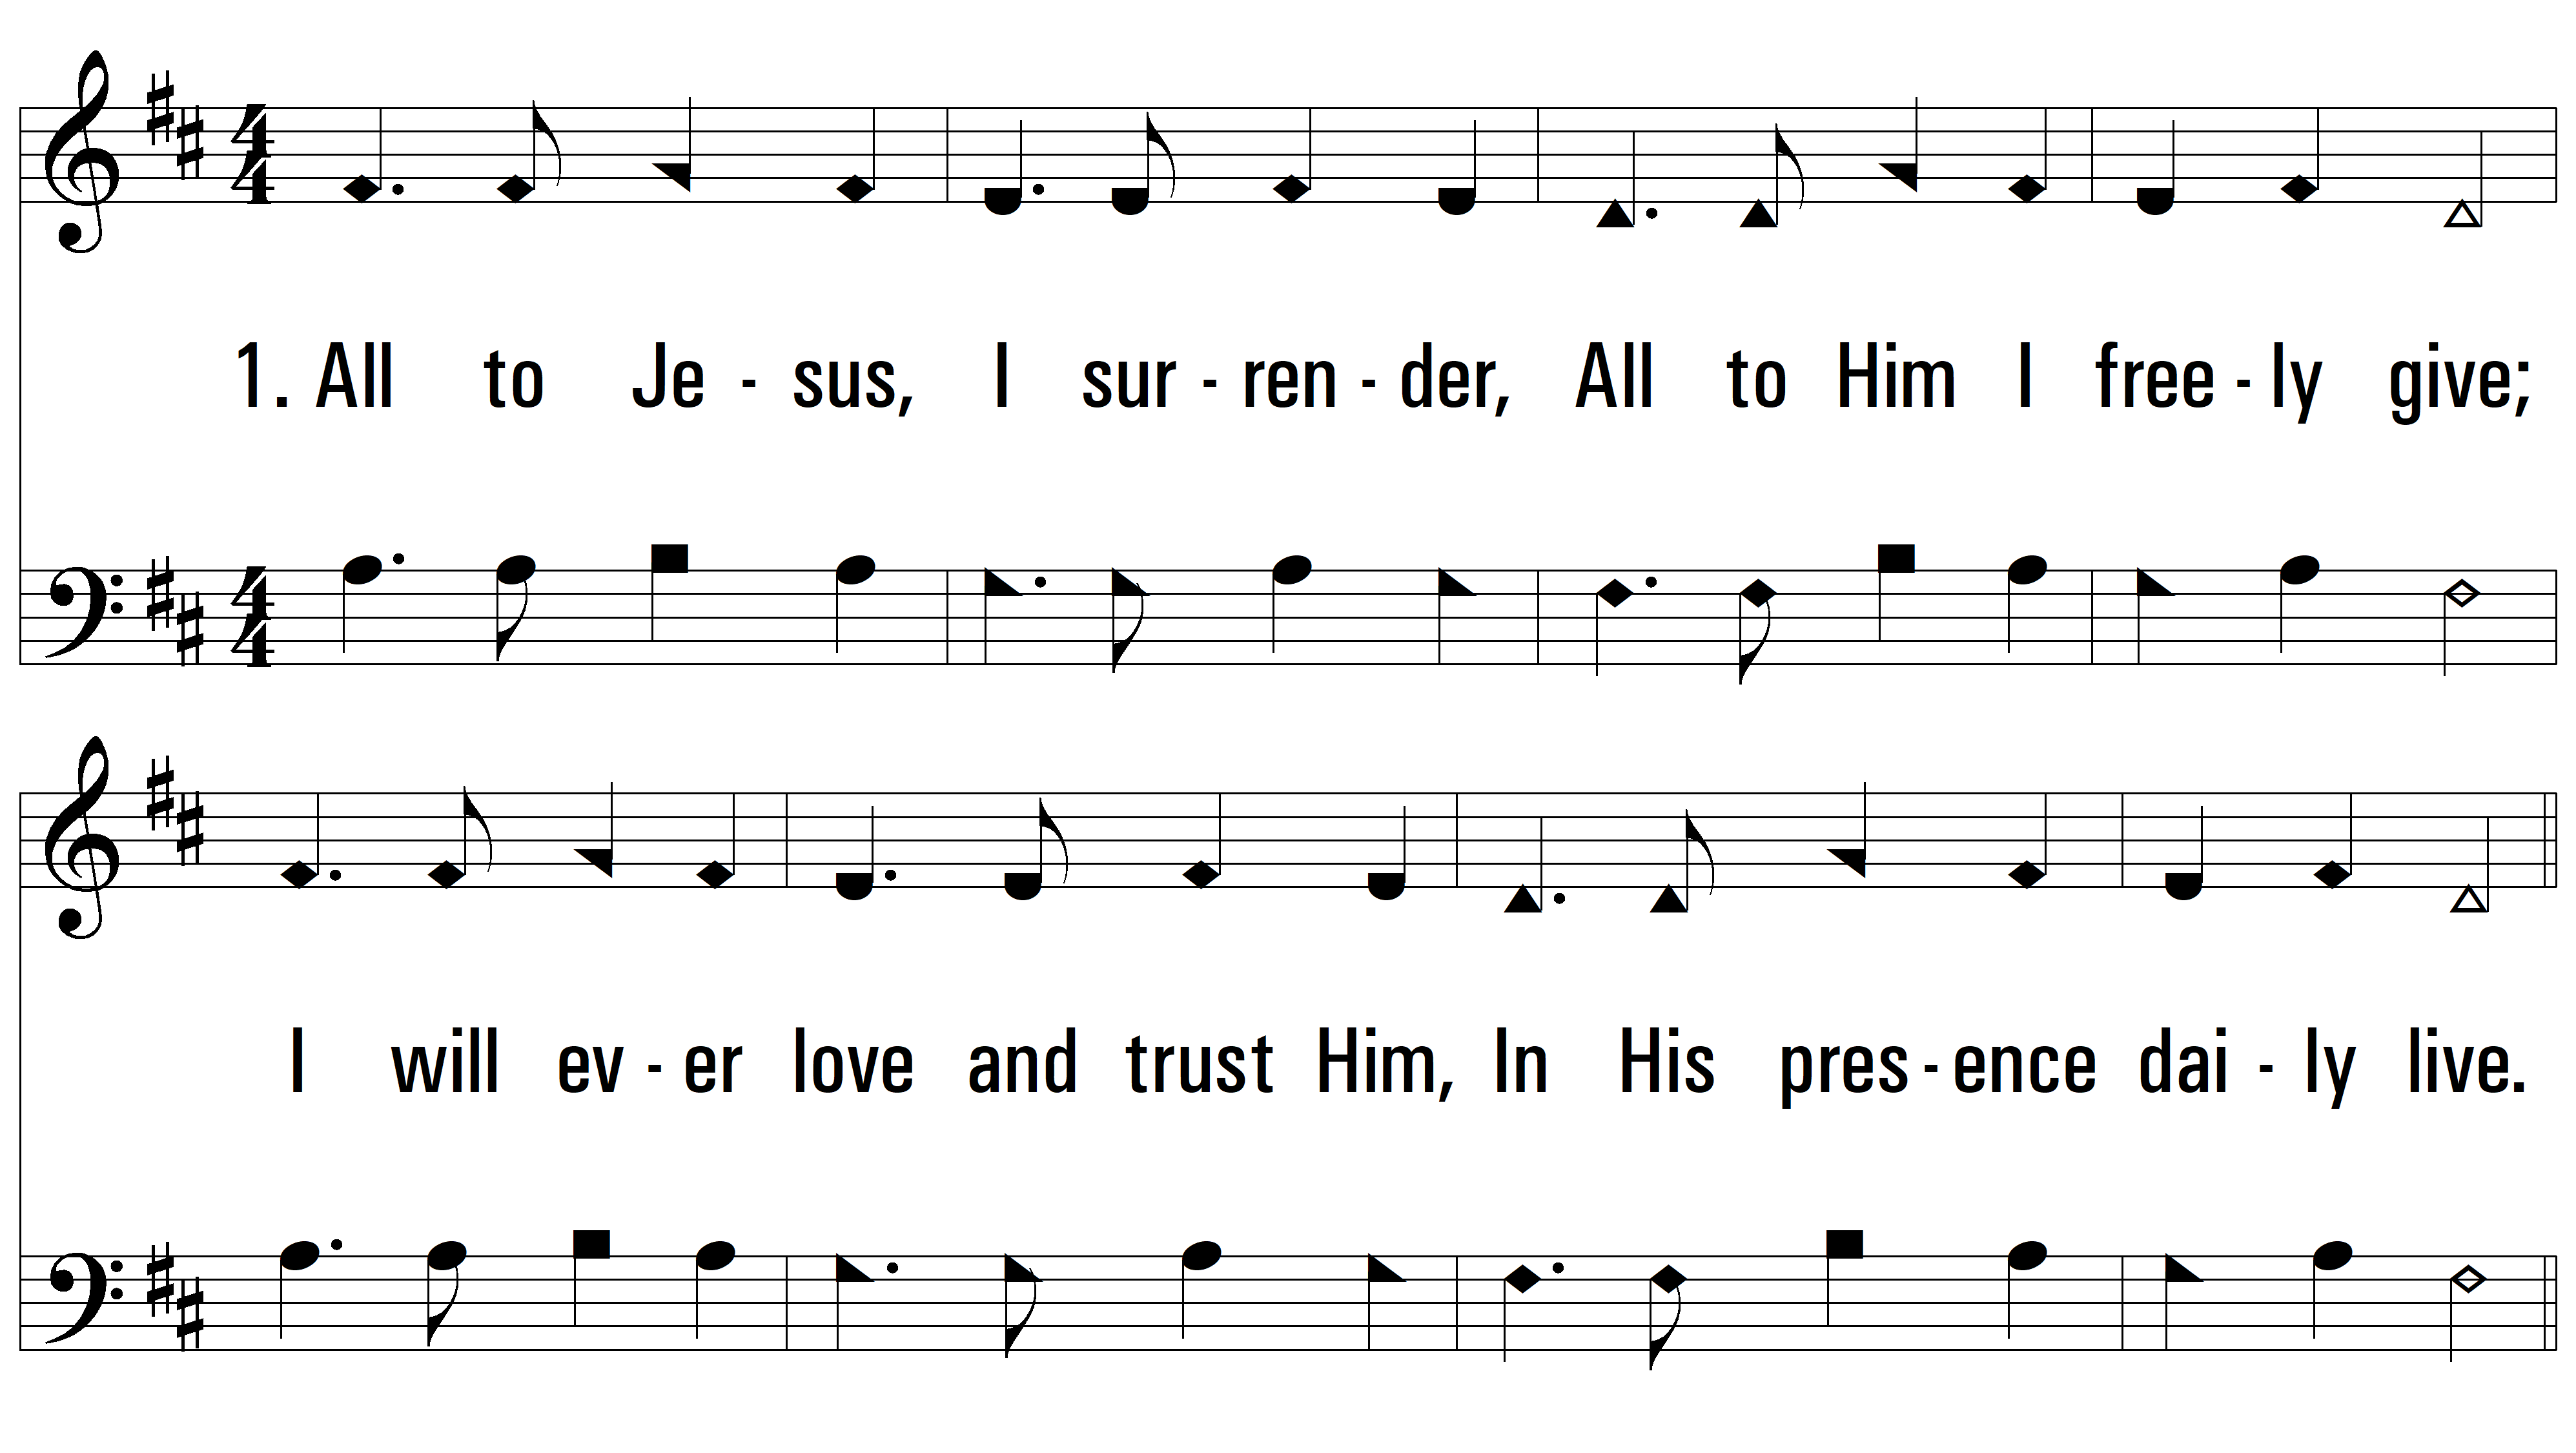 1. All to Je - sus, I sur - ren - der, All to Him I free - ly give;
I will ev - er love and trust Him, In His pres - ence dai - ly live.